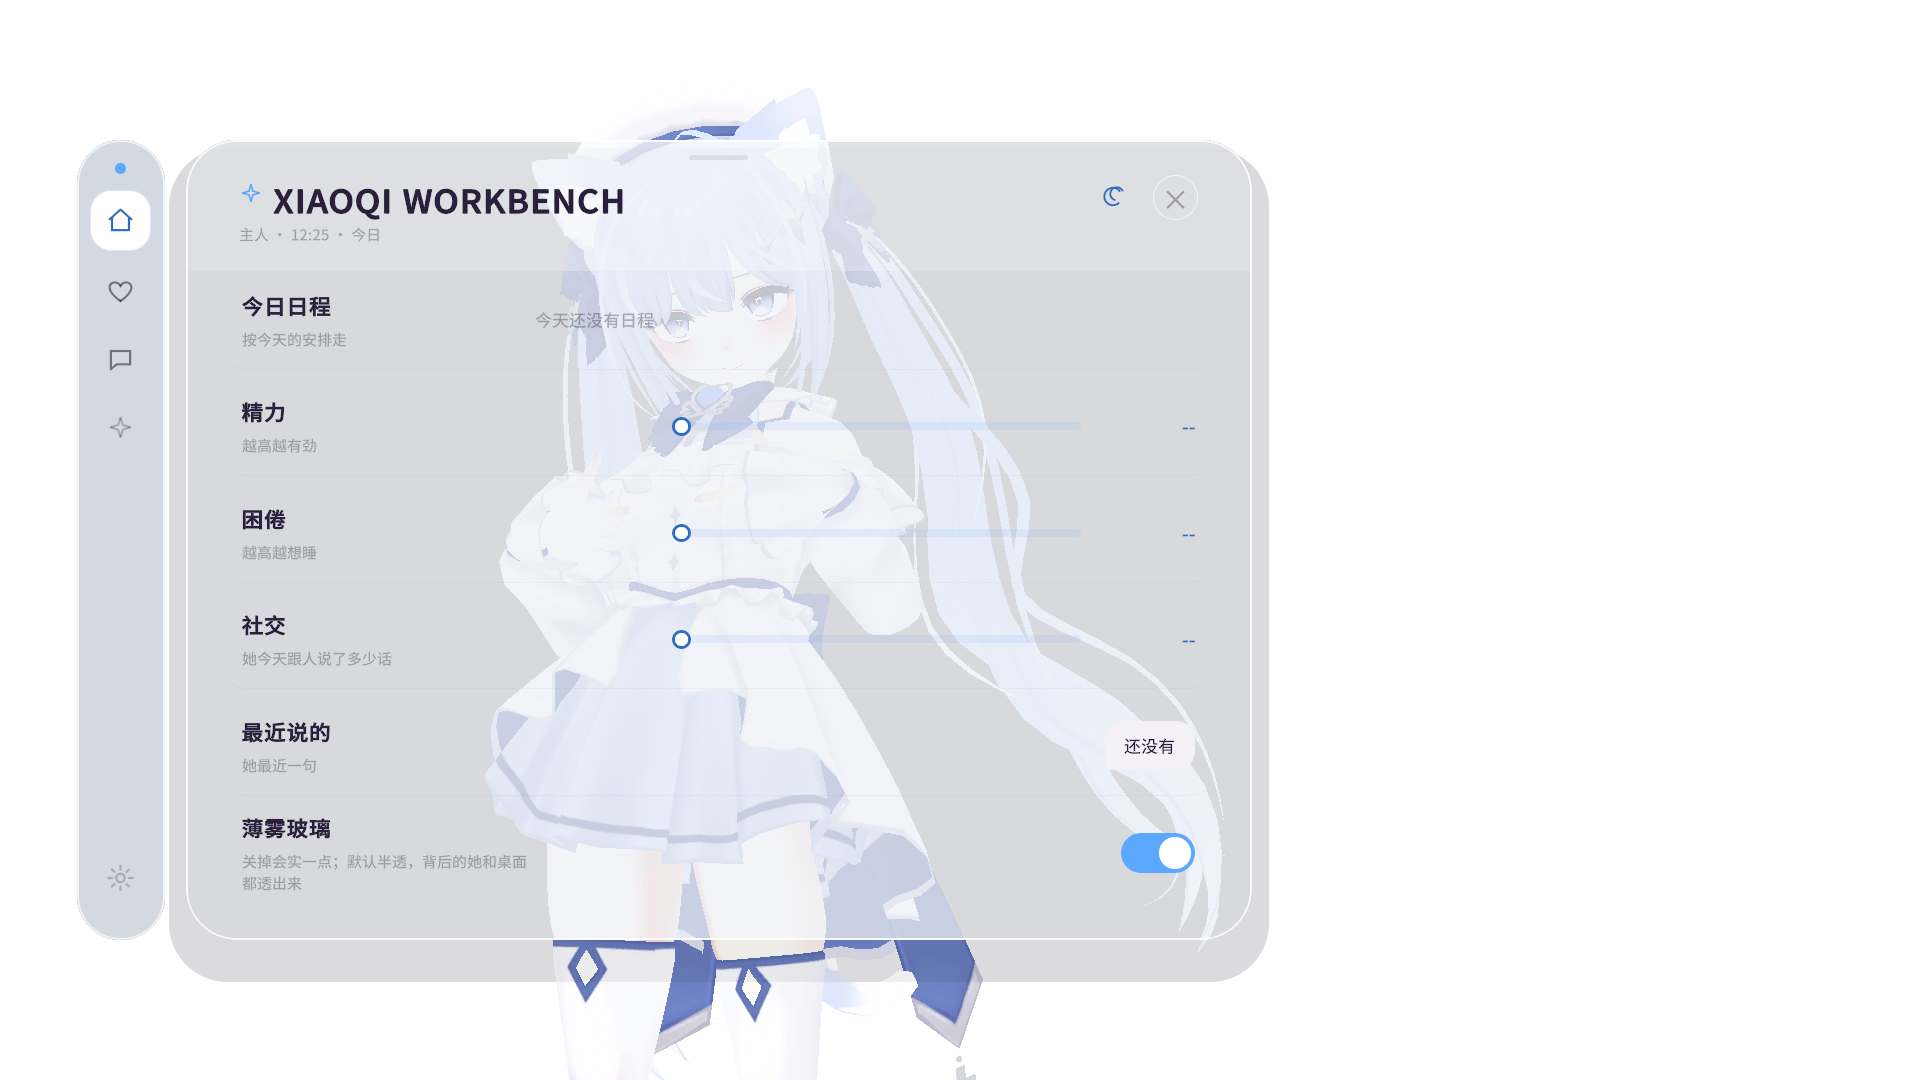 XIAOQI WORKBENCH
主人 · 12:25 · 今日
今日日程
按今天的安排走
今天还没有日程
精力
越高越有劲
--
困倦
越高越想睡
--
社交
她今天跟人说了多少话
--
最近说的
她最近一句
还没有
薄雾玻璃
关掉会实一点；默认半透，背后的她和桌面
都透出来